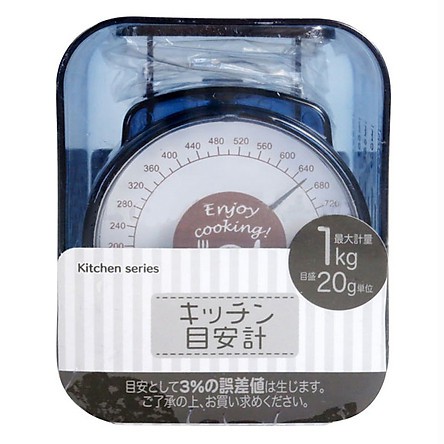 440 480 520 560
400 600
360 640
320 680
280 720
240
200
Enjoy
cooking!
Kitchen series
最大計量
1kg
目盛20g単位
キッチン
目安計
目安として3%の誤差値は生じます。
ご了承の上、お買い求めください。